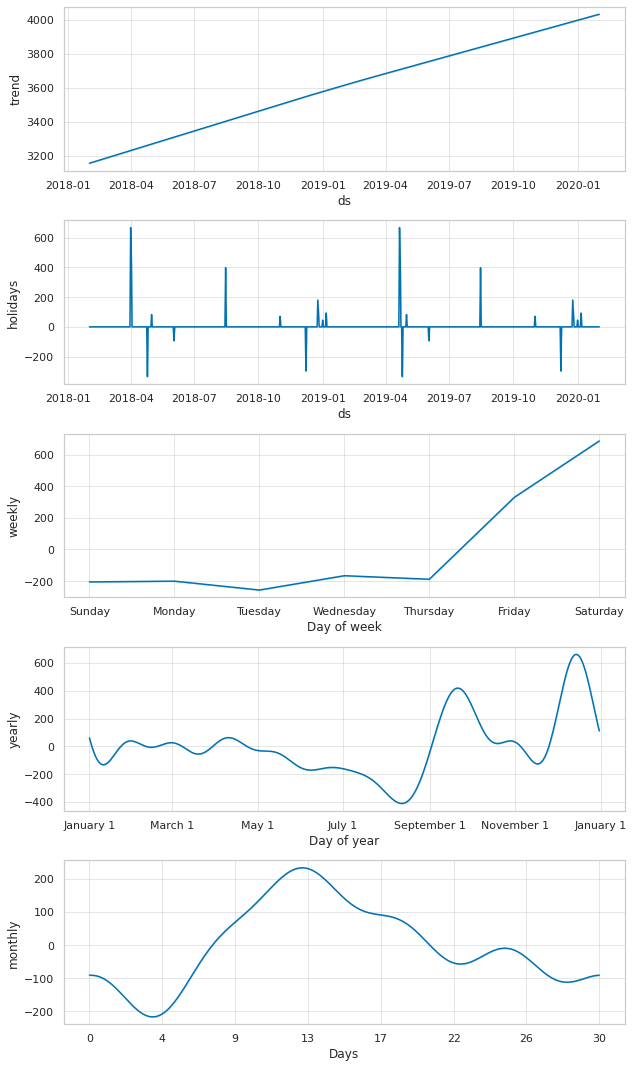 4000
3800
3600
3400
3200
trend
2018-01 2018-04 2018-07 2018-10 2019-01 2019-04 2019-07 2019-10 2020-01
ds
600
400
200
0
−200
holidays
2018-01 2018-04 2018-07 2018-10 2019-01 2019-04 2019-07 2019-10 2020-01
ds
600
400
200
0
−200
weekly
Sunday Monday Tuesday Wednesday Thursday Friday Saturday
Day of week
600
400
200
0
−200
−400
yearly
January 1 March 1 May 1 July 1 September 1 November 1 January 1
Day of year
200
100
0
−100
−200
monthly
0 4 9 13 17 22 26 30
Days